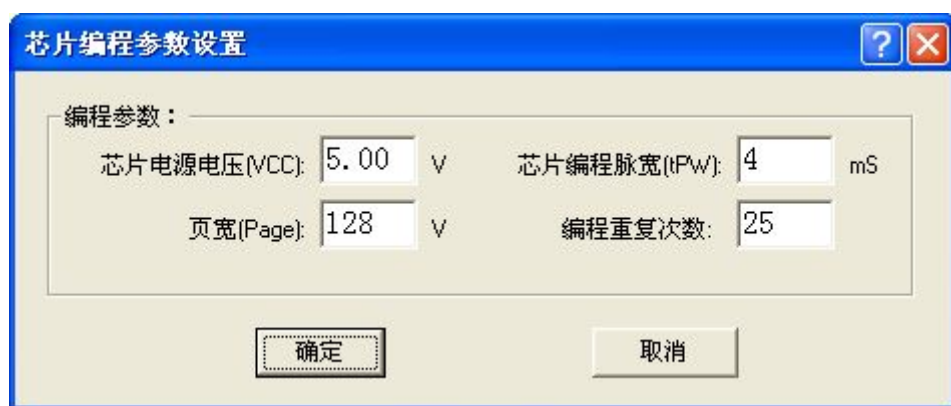 芯片编程参数设置
编程参数：
芯片电源电压(VCC): 5.00 V 芯片编程脉宽(tPW): 4 mS
页宽(Page): 128 V 编程重复次数: 25
确定 取消